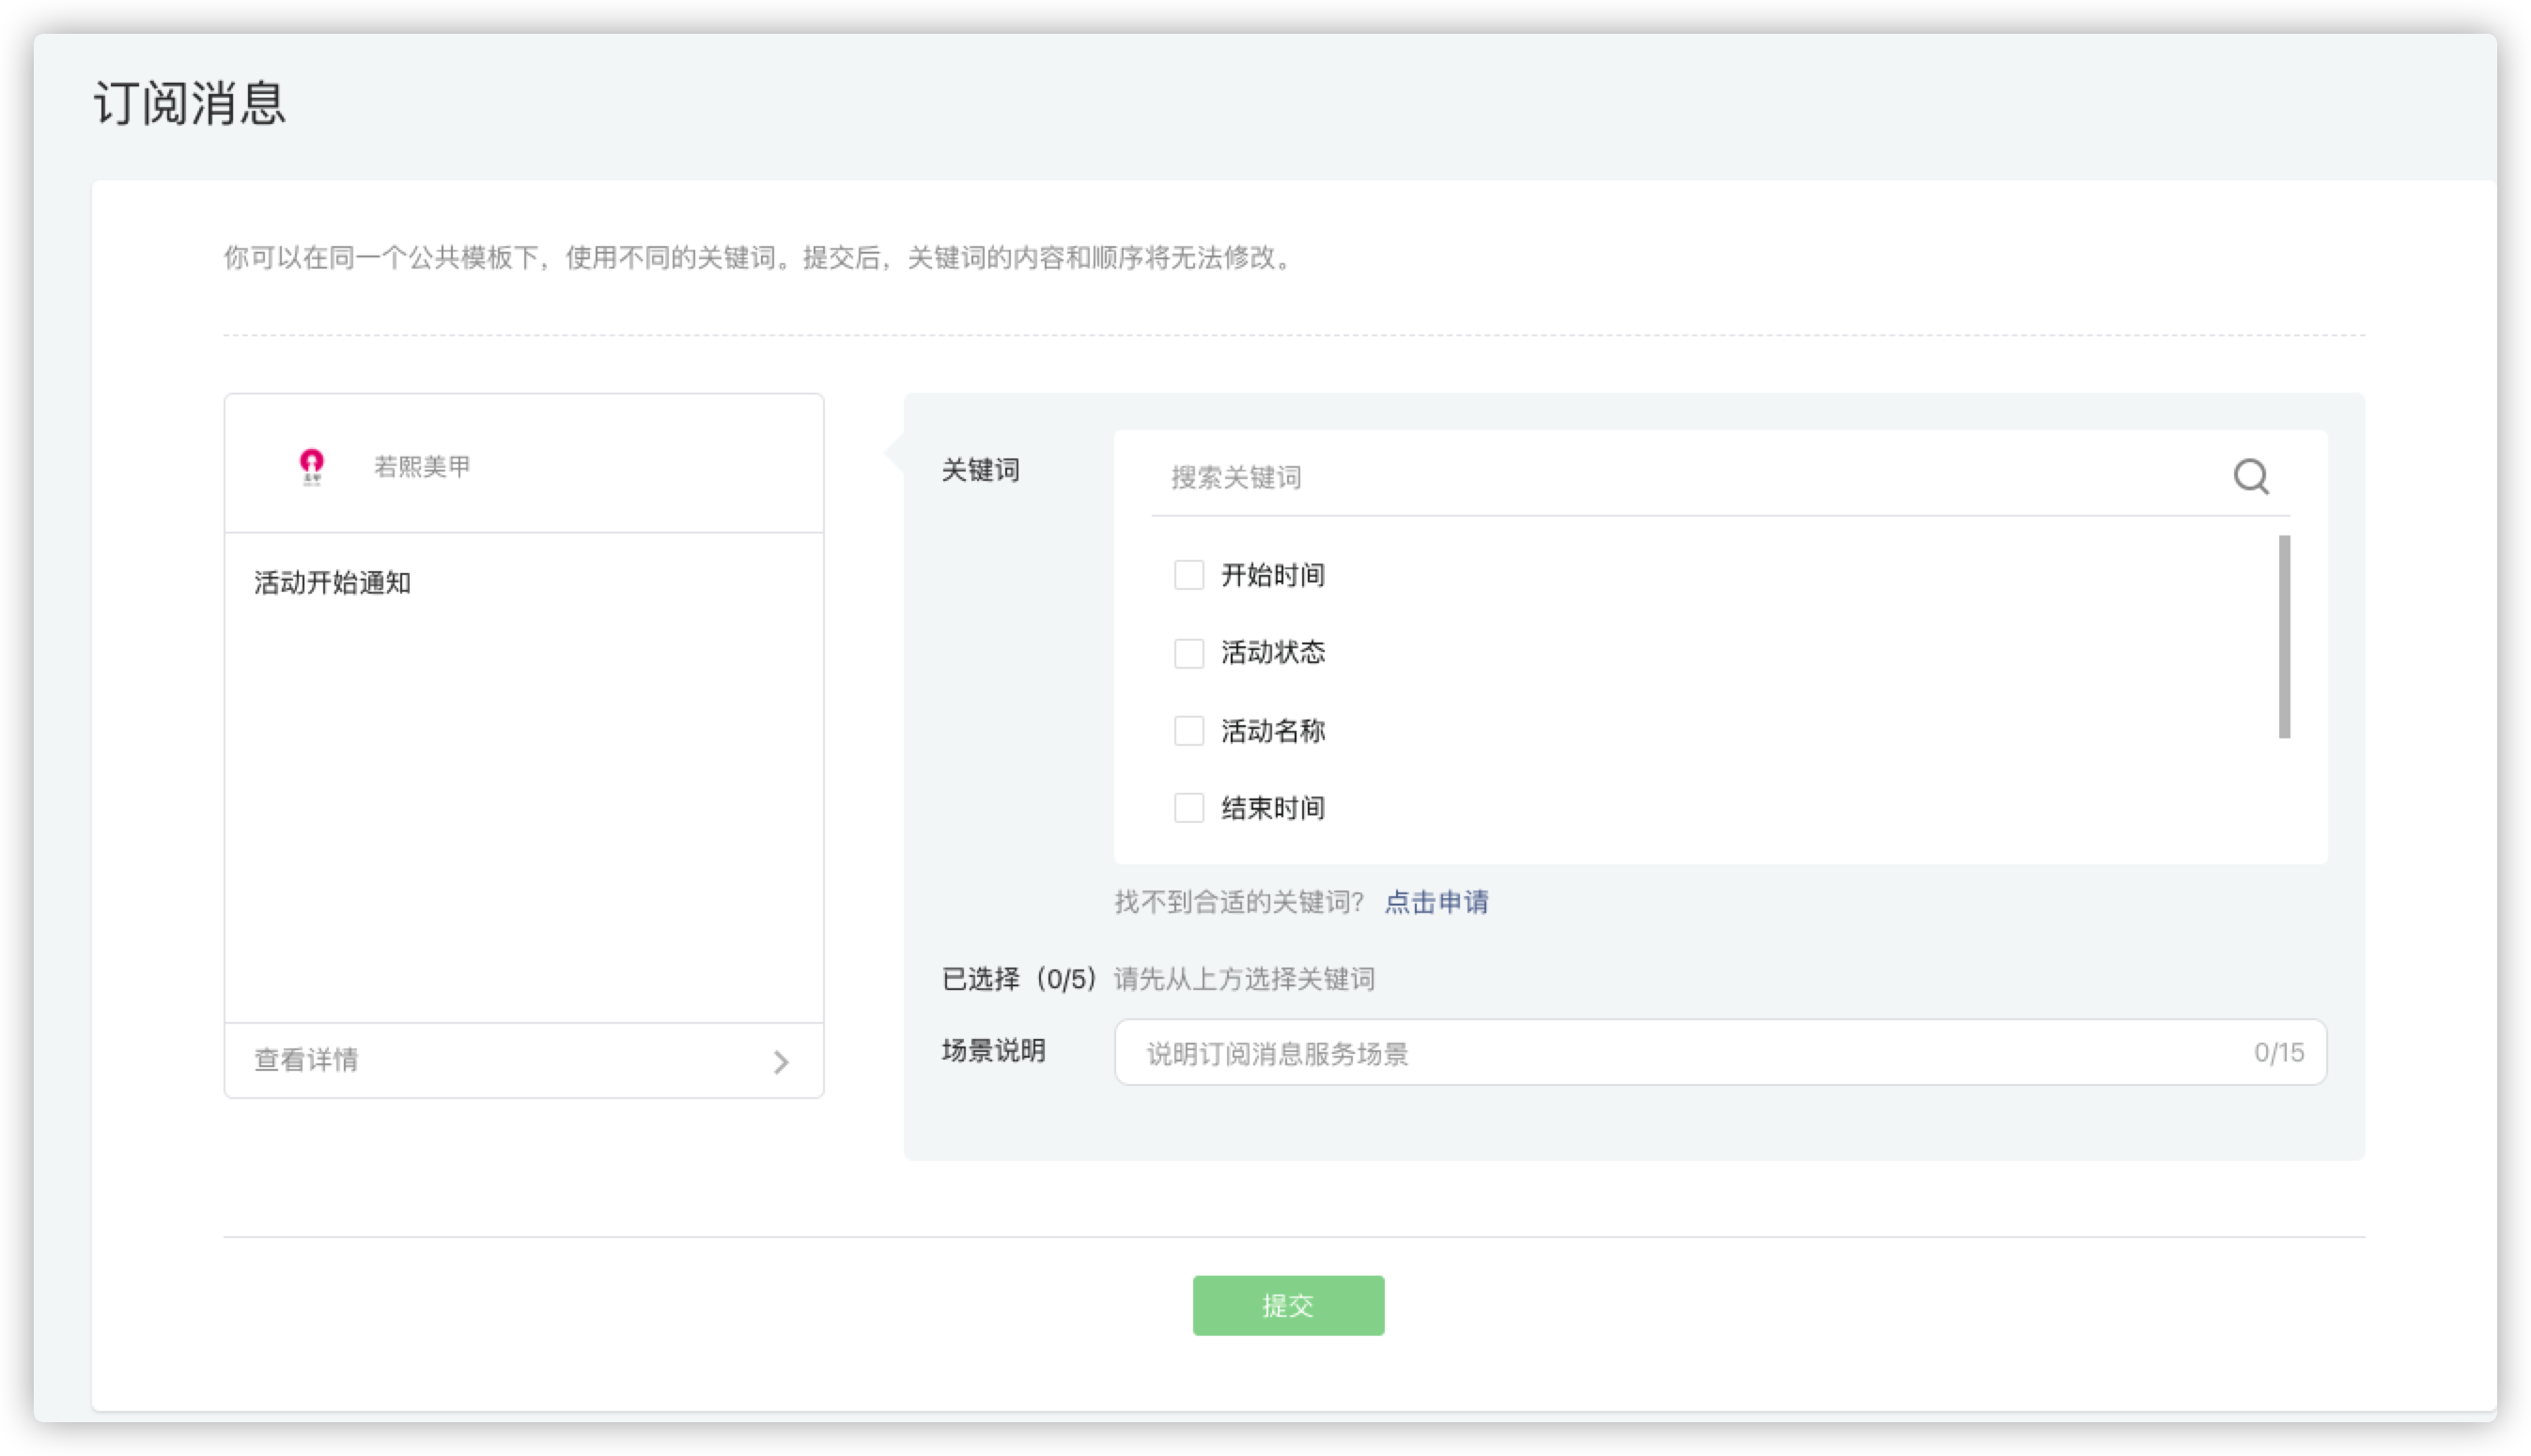 订阅消息
你可以在同一个公共模板下，使用不同的关键词。提交后，关键词的内容和顺序将无法修改。
若熙美甲
活动开始通知
查看详情
关键词
搜索关键词
开始时间
活动状态
活动名称
结束时间
找不到合适的关键词？ 点击申请
已选择（0/5） 请先从上方选择关键词
场景说明 说明订阅消息服务场景 0/15
提交